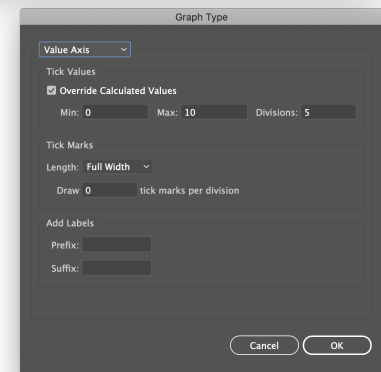 Graph Type
Value Axis
Tick Values
Override Calculated Values
Min: 0 Max: 10 Divisions: 5
Tick Marks
Length: Full Width
Draw 0 tick marks per division
Add Labels
Prefix:
Suffix:
Cancel OK